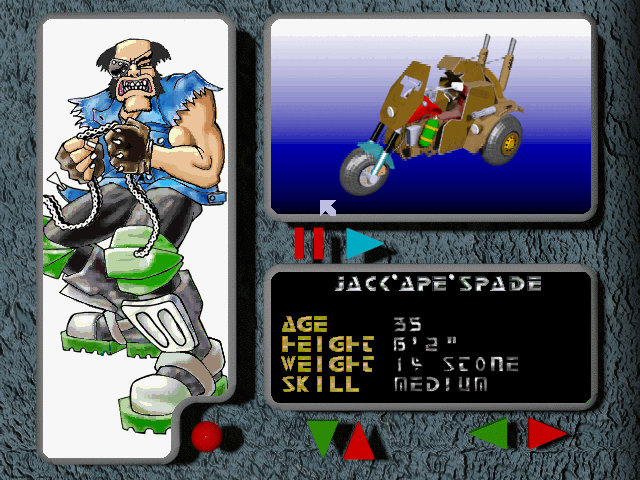 JACK'APE'SPADE
AGE 35
HEIGHT 6'2"
WEIGHT 14 STONE
SKILL MEDIUM